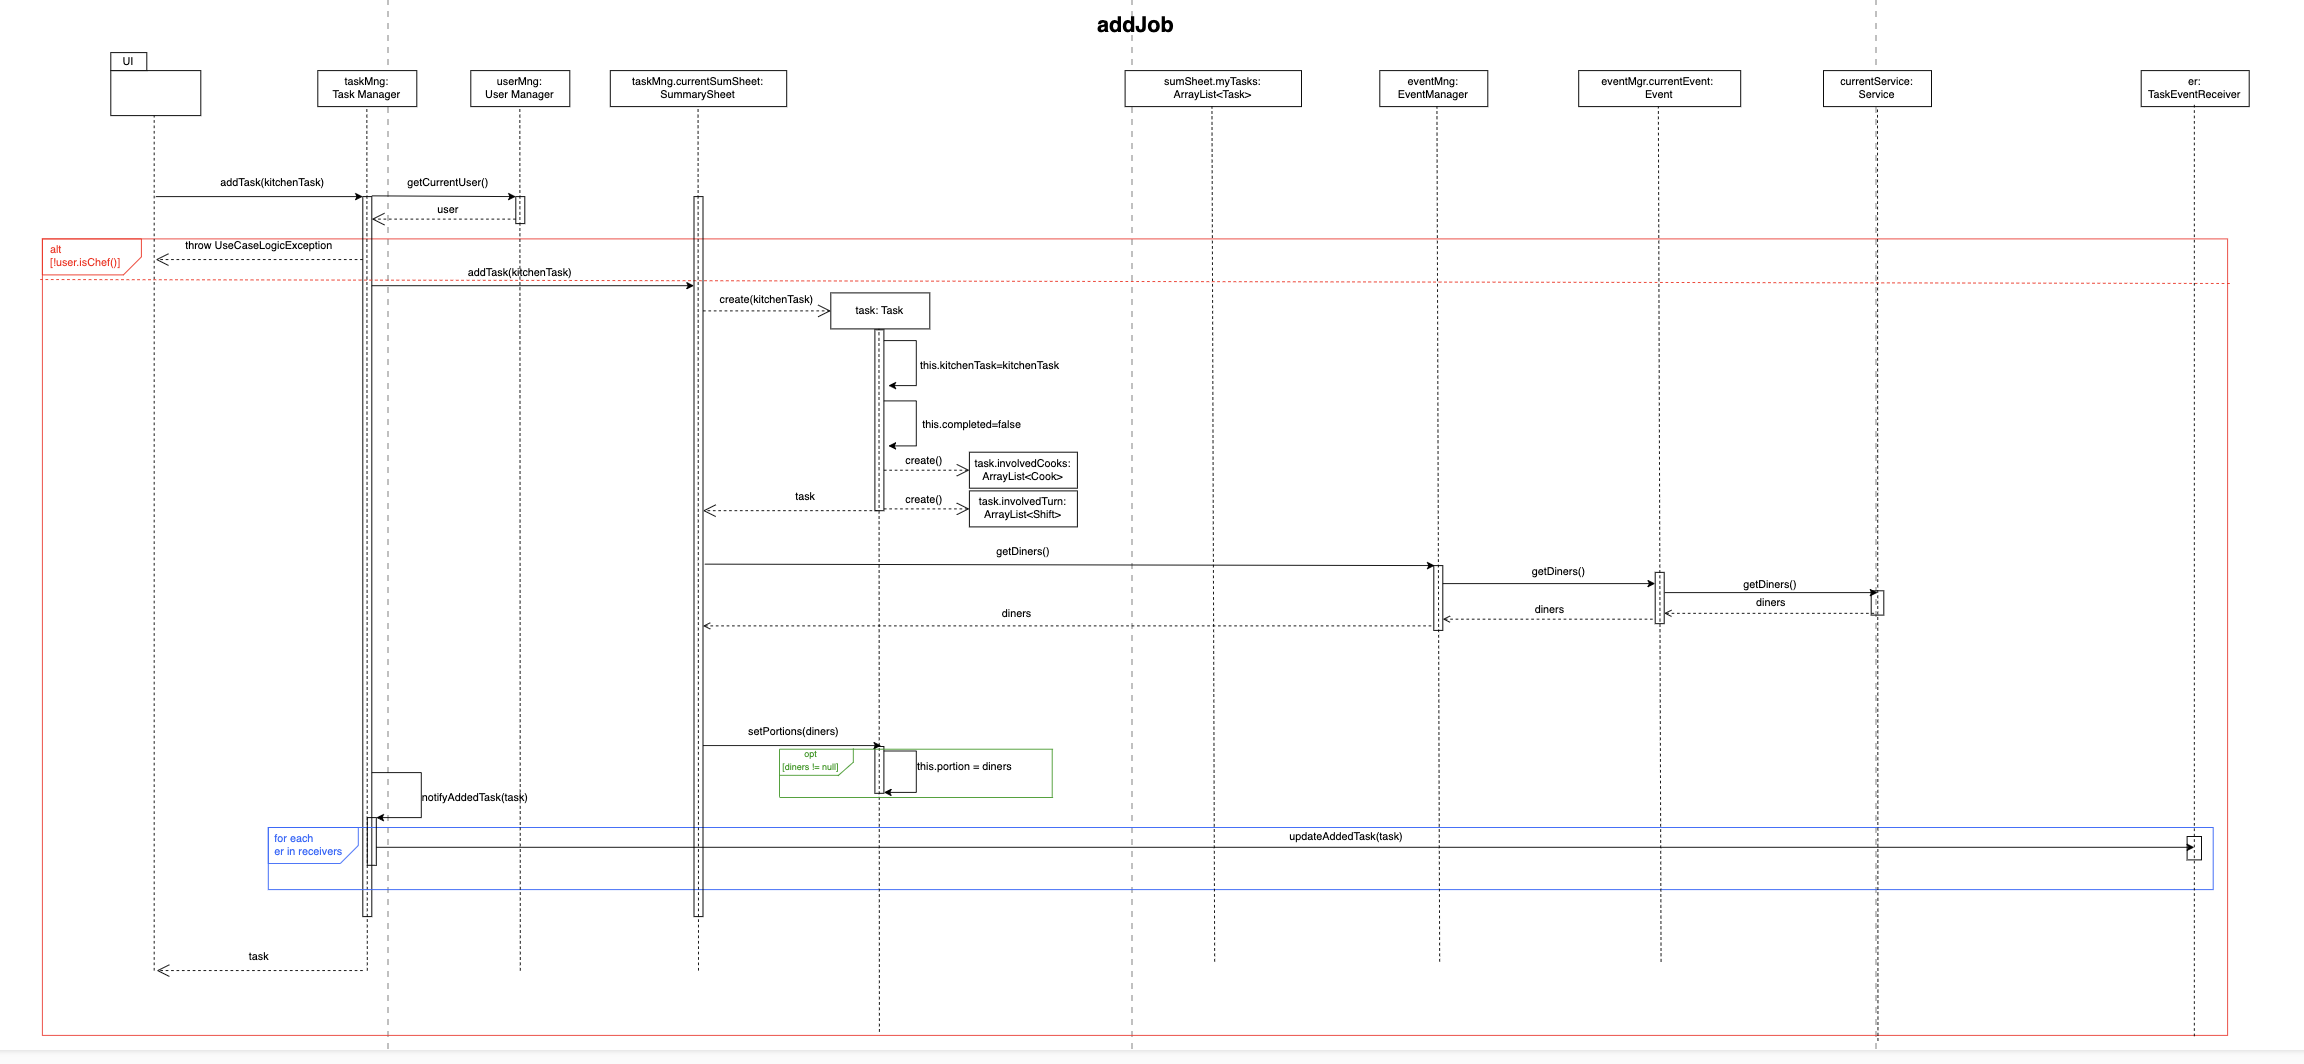 addJob
UI
taskMng:
Task Manager
userMng:
User Manager
taskMng.currentSumSheet:
SummarySheet
sumSheet.myTasks:
ArrayList<Task>
eventMng:
EventManager
eventMgr.currentEvent:
Event
currentService:
Service
er:
TaskEventReceiver
addTask(kitchenTask)
getCurrentUser()
user
alt
[!user.isChef()]
throw UseCaseLogicException
addTask(kitchenTask)
create(kitchenTask)
task: Task
this.kitchenTask=kitchenTask
this.completed=false
create()
task.involvedCooks:
ArrayList<Cook>
task
create()
task.involvedTurn:
ArrayList<Shift>
getDiners()
getDiners()
getDiners()
diners
diners
diners
setPortions(diners)
opt
[diners != null]
this.portion = diners
notifyAddedTask(task)
for each
er in receivers
updateAddedTask(task)
task